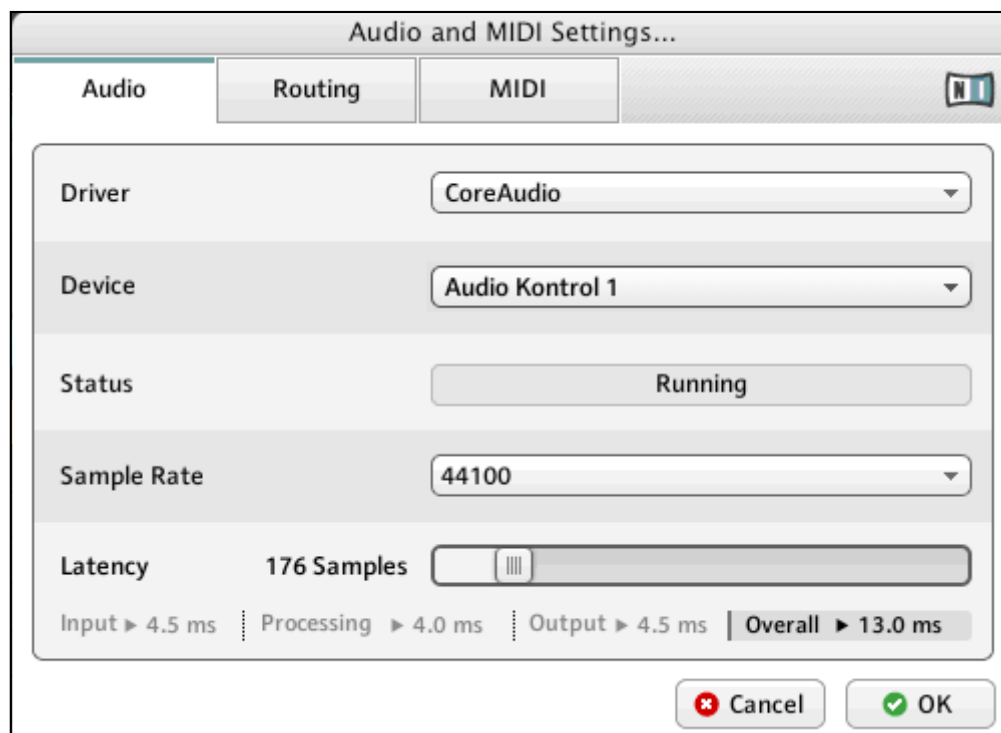 Audio and MIDI Settings...
Audio Routing MIDI NI
Driver CoreAudio
Device Audio Kontrol 1
Status Running
Sample Rate 44100
Latency 176 Samples
Input ▸ 4.5 ms Processing ▸ 4.0 ms Output ▸ 4.5 ms Overall ▸ 13.0 ms
Cancel OK